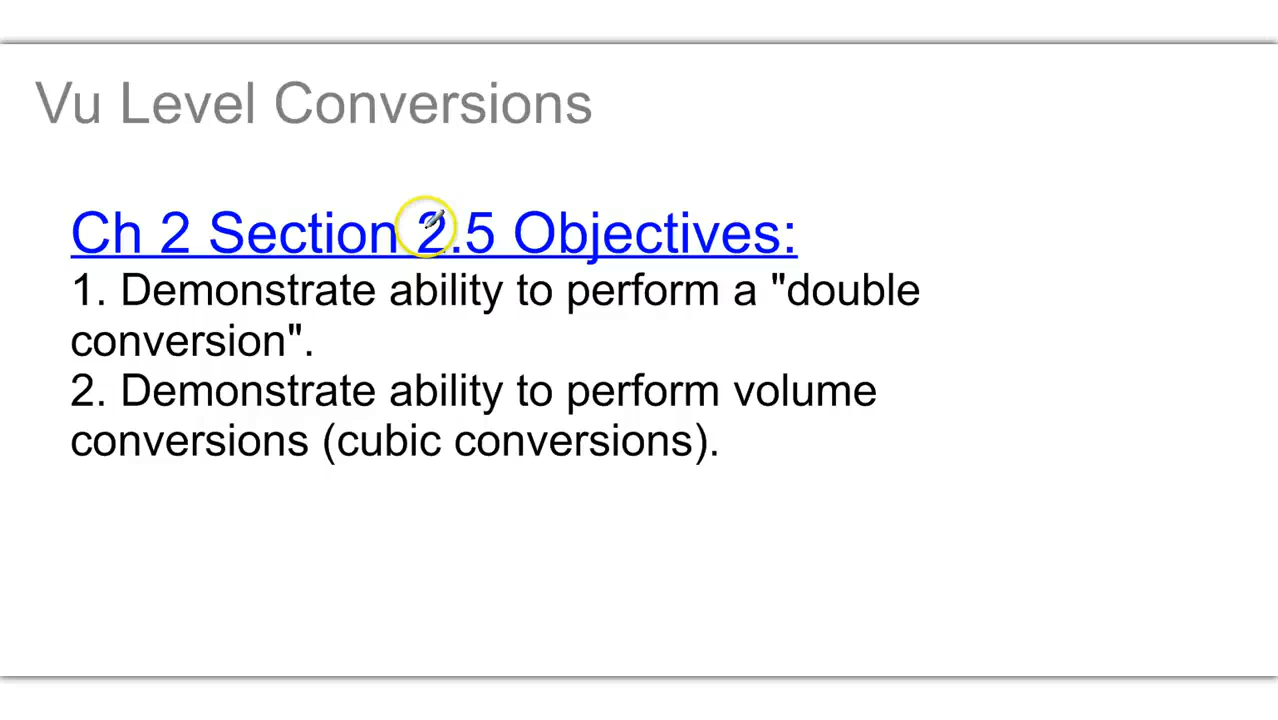 Vu Level Conversions
Ch 2 Section 2.5 Objectives:
1. Demonstrate ability to perform a "double
conversion".
2. Demonstrate ability to perform volume
conversions (cubic conversions).